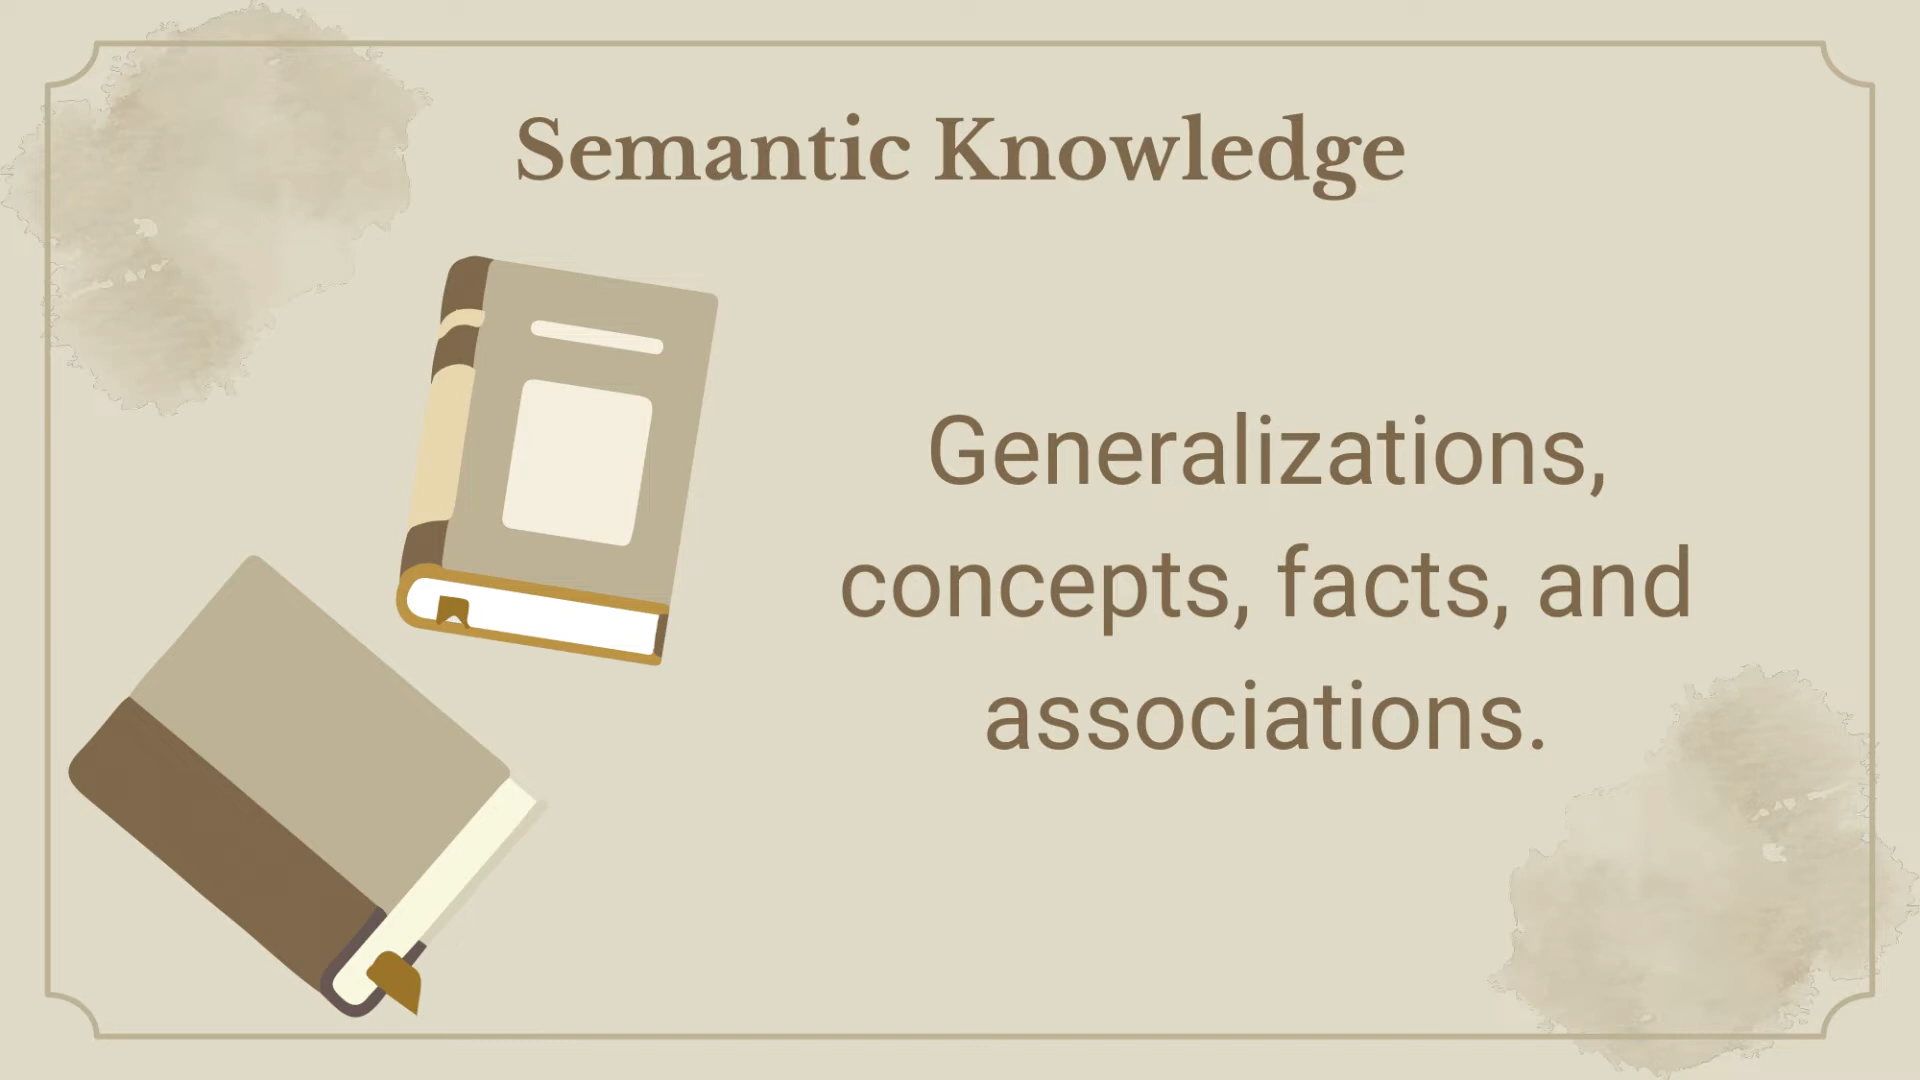 Semantic Knowledge
Generalizations,
concepts, facts, and
associations.